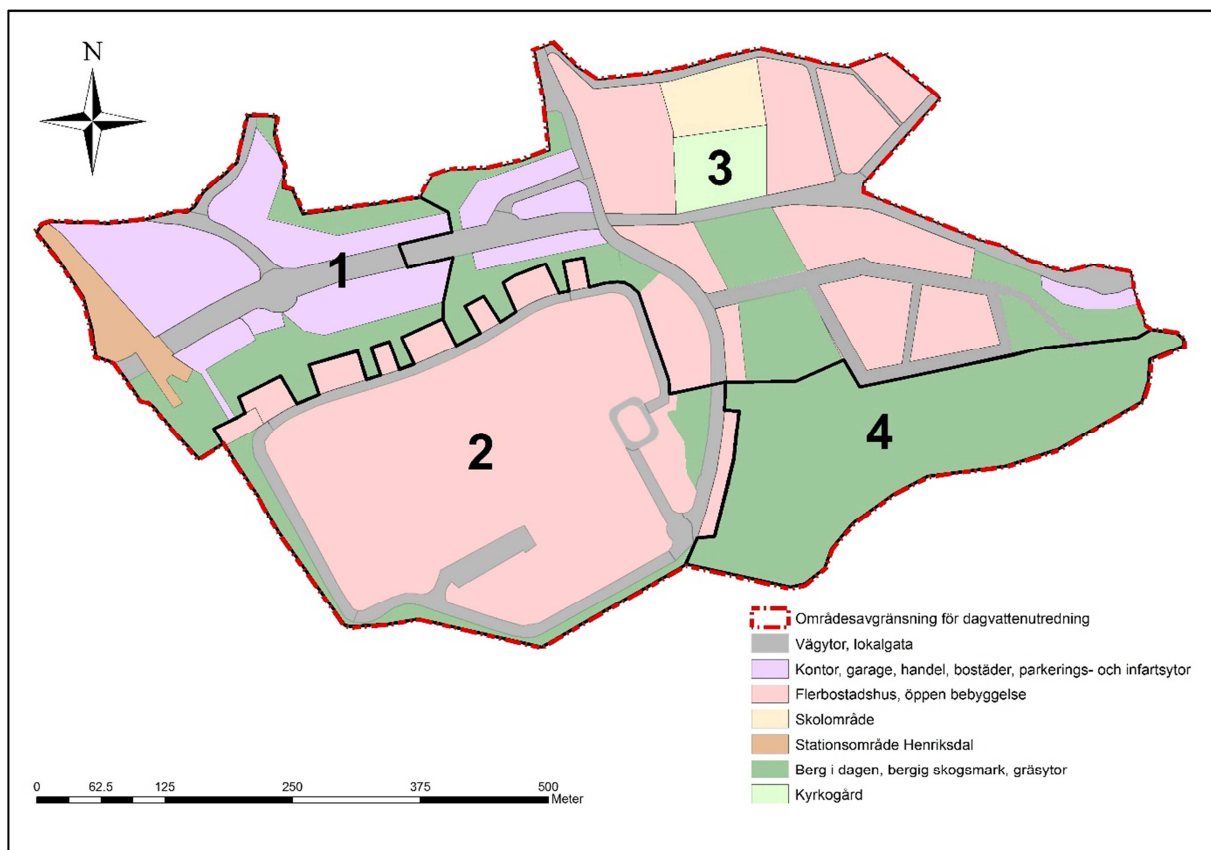 N
3
1
2
4
Områdesavgränsning för dagvattenutredning
Vägytor, lokalgata
Kontor, garage, handel, bostäder, parkerings- och infartsytor
Flerbostadshus, öppen bebyggelse
Skolområde
Stationsområde Henriksdal
Berg i dagen, bergig skogsmark, gräsytor
Kyrkogård
0 62.5 125 250 375 500
Meter